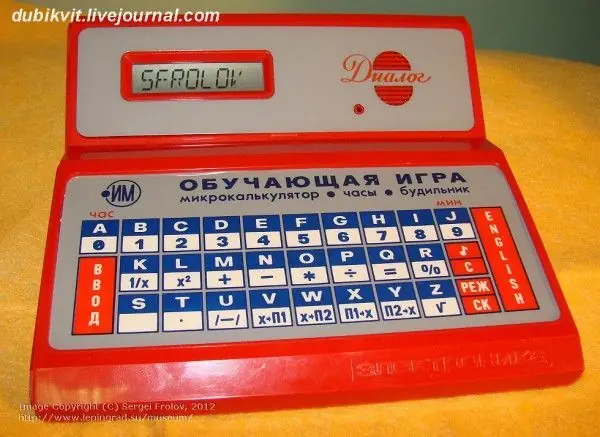 dubikvit.livejournal.com
SFROLOV
Диалог
ИМ
ОБУЧАЮЩАЯ ИГРА
микрокалькулятор • часы • будильник
час
мин
A B C D E F G H I J
0 1 2 3 4 5 6 7 8 9
ВВОД
K L M N O P Q R
1/x x² + − * ÷ = %
♪
C
ENGLISH
S T U V W X Y Z
. /—/ x→П1 x→П2 П1→x П2→x √
РЕЖ
СК
ЭЛЕКТРОНИКА
Image Copyright (C) Sergei Frolov, 2012
http://www.leningrad.su/museum/